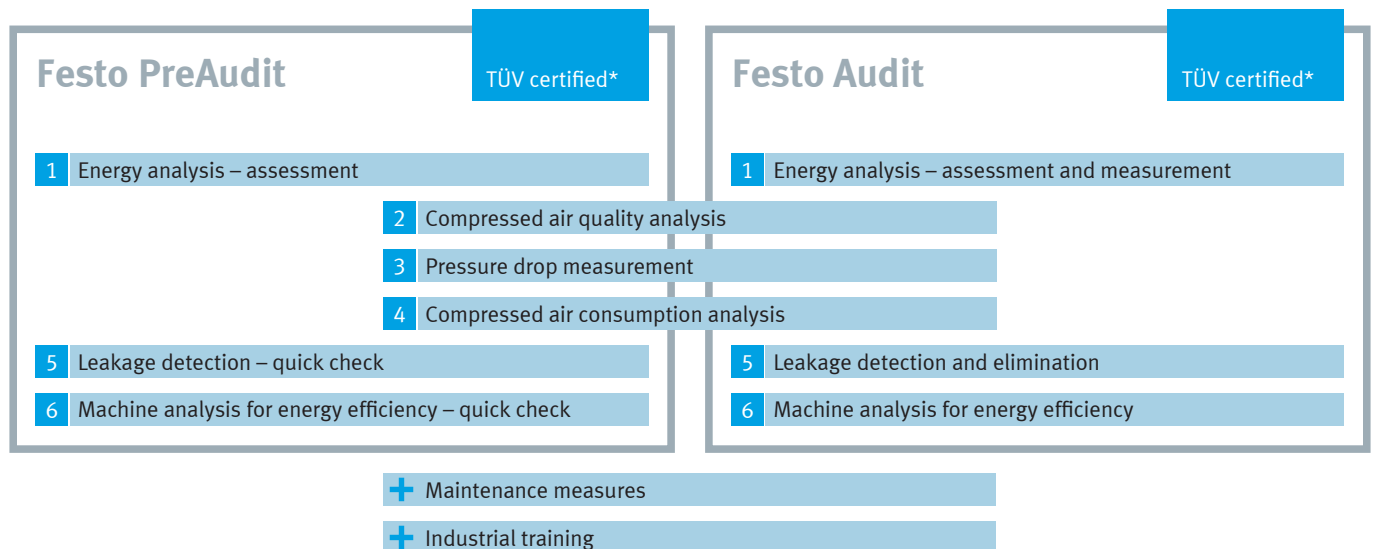 Festo PreAudit
TÜV certified*
1 Energy analysis – assessment
Festo Audit
TÜV certified*
1 Energy analysis – assessment and measurement
2 Compressed air quality analysis
3 Pressure drop measurement
4 Compressed air consumption analysis
5 Leakage detection – quick check
6 Machine analysis for energy efficiency – quick check
5 Leakage detection and elimination
6 Machine analysis for energy efficiency
+ Maintenance measures
+ Industrial training